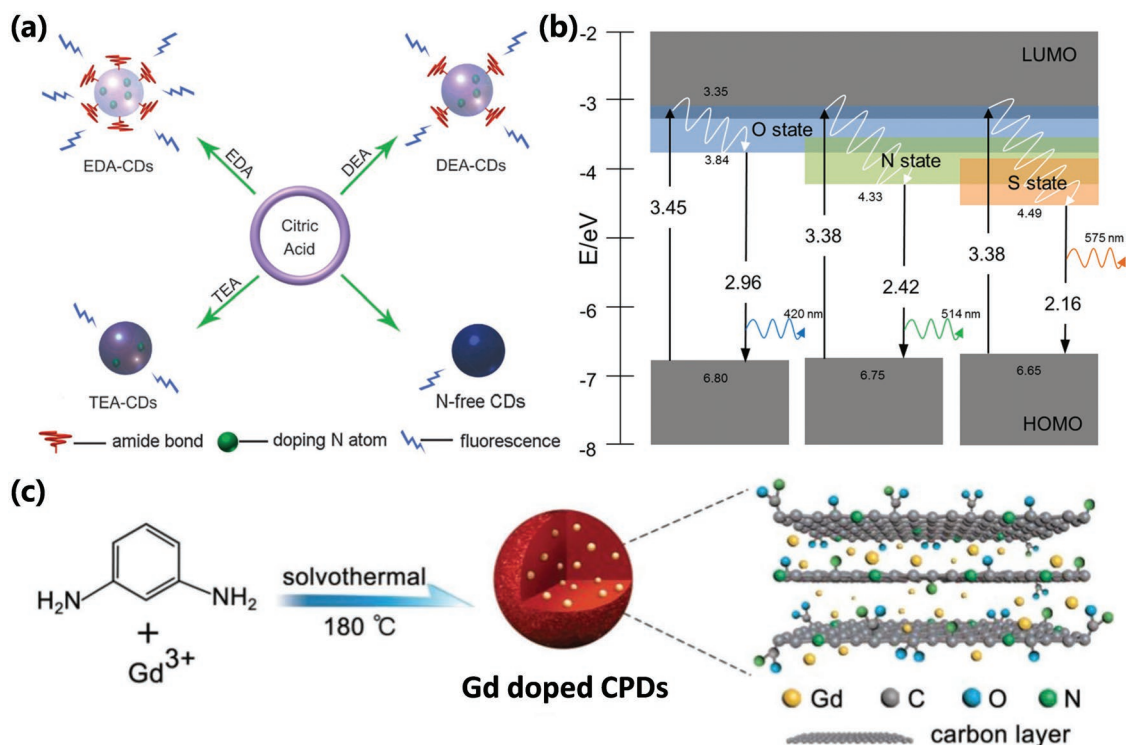 (a)
EDA-CDs
DEA-CDs
EDA
DEA
Citric
Acid
TEA
TEA-CDs
N-free CDs
amide bond
doping N atom
fluorescence
(b)
E/eV
-2
-3
-4
-6
-7
-8
LUMO
3.35
O state
3.84
N state
4.33
S state
4.49
3.45
3.38
3.38
2.96
2.42
2.16
420 nm
514 nm
575 nm
6.80
6.75
6.65
HOMO
(c)
H₂N
NH₂
+
Gd³⁺
solvothermal
180 ℃
Gd doped CPDs
Gd C O N
carbon layer